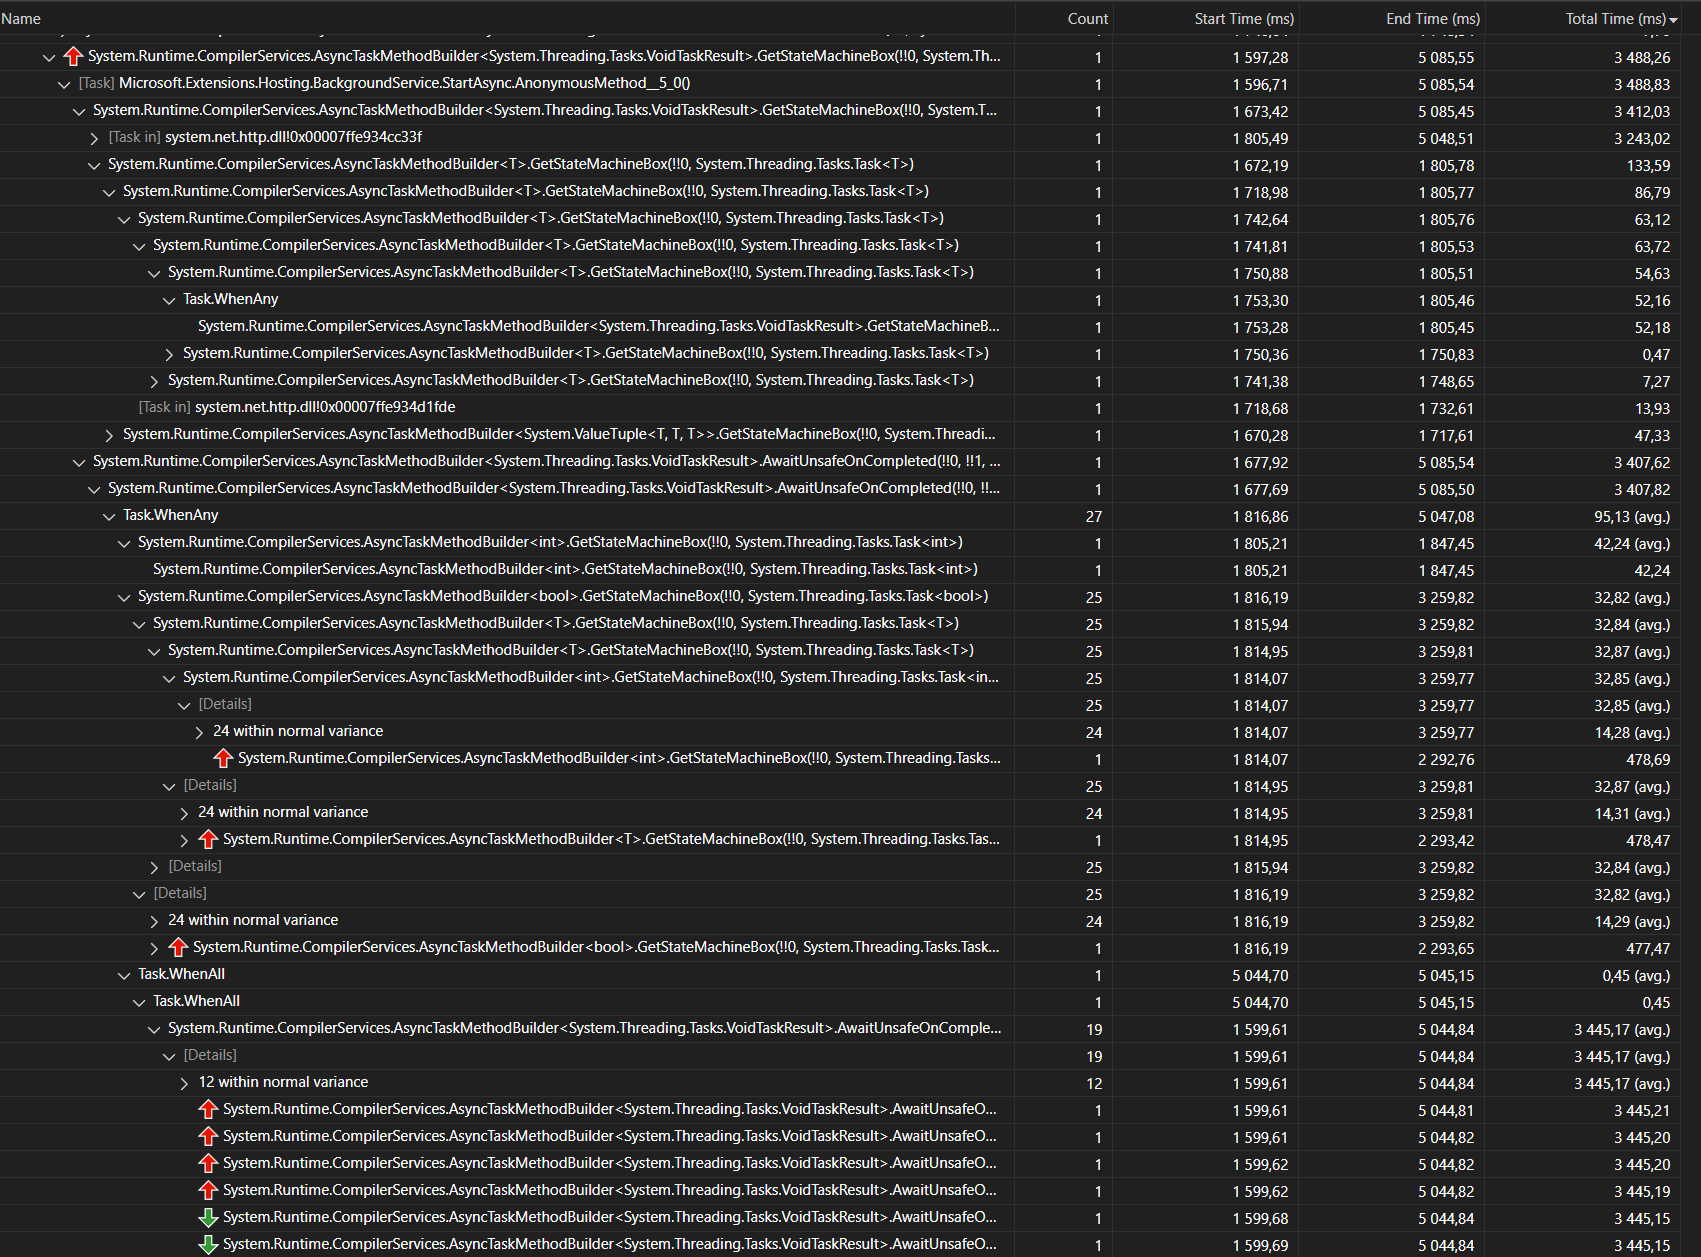 Name Count Start Time (ms) End Time (ms) Total Time (ms)
System.Runtime.CompilerServices.AsyncTaskMethodBuilder<System.Threading.Tasks.VoidTaskResult>.GetStateMachineBox(!!0, System.Th... 1 1 597,28 5 085,55 3 488,26
[Task] Microsoft.Extensions.Hosting.BackgroundService.StartAsync.AnonymousMethod__5_0() 1 1 596,71 5 085,54 3 488,83
System.Runtime.CompilerServices.AsyncTaskMethodBuilder<System.Threading.Tasks.VoidTaskResult>.GetStateMachineBox(!!0, System.T... 1 1 673,42 5 085,45 3 412,03
[Task in] system.net.http.dll!0x00007ffe934cc33f 1 1 805,49 5 048,51 3 243,02
System.Runtime.CompilerServices.AsyncTaskMethodBuilder<T>.GetStateMachineBox(!!0, System.Threading.Tasks.Task<T>) 1 1 672,19 1 805,78 133,59
System.Runtime.CompilerServices.AsyncTaskMethodBuilder<T>.GetStateMachineBox(!!0, System.Threading.Tasks.Task<T>) 1 1 718,98 1 805,77 86,79
System.Runtime.CompilerServices.AsyncTaskMethodBuilder<T>.GetStateMachineBox(!!0, System.Threading.Tasks.Task<T>) 1 1 742,64 1 805,76 63,12
System.Runtime.CompilerServices.AsyncTaskMethodBuilder<T>.GetStateMachineBox(!!0, System.Threading.Tasks.Task<T>) 1 1 741,81 1 805,53 63,72
System.Runtime.CompilerServices.AsyncTaskMethodBuilder<T>.GetStateMachineBox(!!0, System.Threading.Tasks.Task<T>) 1 1 750,88 1 805,51 54,63
Task.WhenAny 1 1 753,30 1 805,46 52,16
System.Runtime.CompilerServices.AsyncTaskMethodBuilder<System.Threading.Tasks.VoidTaskResult>.GetStateMachineB... 1 1 753,28 1 805,45 52,18
System.Runtime.CompilerServices.AsyncTaskMethodBuilder<T>.GetStateMachineBox(!!0, System.Threading.Tasks.Task<T>) 1 1 750,36 1 750,83 0,47
System.Runtime.CompilerServices.AsyncTaskMethodBuilder<T>.GetStateMachineBox(!!0, System.Threading.Tasks.Task<T>) 1 1 741,38 1 748,65 7,27
[Task in] system.net.http.dll!0x00007ffe934d1fde 1 1 718,68 1 732,61 13,93
System.Runtime.CompilerServices.AsyncTaskMethodBuilder<System.ValueTuple<T, T, T>>.GetStateMachineBox(!!0, System.Threadi... 1 1 670,28 1 717,61 47,33
System.Runtime.CompilerServices.AsyncTaskMethodBuilder<System.Threading.Tasks.VoidTaskResult>.AwaitUnsafeOnCompleted(!!0, !!1, ... 1 1 677,92 5 085,54 3 407,62
System.Runtime.CompilerServices.AsyncTaskMethodBuilder<System.Threading.Tasks.VoidTaskResult>.AwaitUnsafeOnCompleted(!!0, !!... 1 1 677,69 5 085,50 3 407,82
Task.WhenAny 27 1 816,86 5 047,08 95,13 (avg.)
System.Runtime.CompilerServices.AsyncTaskMethodBuilder<int>.GetStateMachineBox(!!0, System.Threading.Tasks.Task<int>) 1 1 805,21 1 847,45 42,24 (avg.)
System.Runtime.CompilerServices.AsyncTaskMethodBuilder<int>.GetStateMachineBox(!!0, System.Threading.Tasks.Task<int>) 1 1 805,21 1 847,45 42,24
System.Runtime.CompilerServices.AsyncTaskMethodBuilder<bool>.GetStateMachineBox(!!0, System.Threading.Tasks.Task<bool>) 25 1 816,19 3 259,82 32,82 (avg.)
System.Runtime.CompilerServices.AsyncTaskMethodBuilder<T>.GetStateMachineBox(!!0, System.Threading.Tasks.Task<T>) 25 1 815,94 3 259,82 32,84 (avg.)
System.Runtime.CompilerServices.AsyncTaskMethodBuilder<T>.GetStateMachineBox(!!0, System.Threading.Tasks.Task<T>) 25 1 814,95 3 259,81 32,87 (avg.)
System.Runtime.CompilerServices.AsyncTaskMethodBuilder<int>.GetStateMachineBox(!!0, System.Threading.Tasks.Task<in... 25 1 814,07 3 259,77 32,85 (avg.)
[Details] 25 1 814,07 3 259,77 32,85 (avg.)
24 within normal variance 24 1 814,07 3 259,77 14,28 (avg.)
System.Runtime.CompilerServices.AsyncTaskMethodBuilder<int>.GetStateMachineBox(!!0, System.Threading.Tasks... 1 1 814,07 2 292,76 478,69
[Details] 25 1 814,95 3 259,81 32,87 (avg.)
24 within normal variance 24 1 814,95 3 259,81 14,31 (avg.)
System.Runtime.CompilerServices.AsyncTaskMethodBuilder<T>.GetStateMachineBox(!!0, System.Threading.Tasks.Tas... 1 1 814,95 2 293,42 478,47
[Details] 25 1 815,94 3 259,82 32,84 (avg.)
[Details] 25 1 816,19 3 259,82 32,82 (avg.)
24 within normal variance 24 1 816,19 3 259,82 14,29 (avg.)
System.Runtime.CompilerServices.AsyncTaskMethodBuilder<bool>.GetStateMachineBox(!!0, System.Threading.Tasks.Task... 1 1 816,19 2 293,65 477,47
Task.WhenAll 1 5 044,70 5 045,15 0,45 (avg.)
Task.WhenAll 1 5 044,70 5 045,15 0,45
System.Runtime.CompilerServices.AsyncTaskMethodBuilder<System.Threading.Tasks.VoidTaskResult>.AwaitUnsafeOnComple... 19 1 599,61 5 044,84 3 445,17 (avg.)
[Details] 19 1 599,61 5 044,84 3 445,17 (avg.)
12 within normal variance 12 1 599,61 5 044,84 3 445,17 (avg.)
System.Runtime.CompilerServices.AsyncTaskMethodBuilder<System.Threading.Tasks.VoidTaskResult>.AwaitUnsafeO... 1 1 599,61 5 044,81 3 445,21
System.Runtime.CompilerServices.AsyncTaskMethodBuilder<System.Threading.Tasks.VoidTaskResult>.AwaitUnsafeO... 1 1 599,61 5 044,82 3 445,20
System.Runtime.CompilerServices.AsyncTaskMethodBuilder<System.Threading.Tasks.VoidTaskResult>.AwaitUnsafeO... 1 1 599,62 5 044,82 3 445,20
System.Runtime.CompilerServices.AsyncTaskMethodBuilder<System.Threading.Tasks.VoidTaskResult>.AwaitUnsafeO... 1 1 599,62 5 044,82 3 445,19
System.Runtime.CompilerServices.AsyncTaskMethodBuilder<System.Threading.Tasks.VoidTaskResult>.AwaitUnsafeO... 1 1 599,68 5 044,84 3 445,15
System.Runtime.CompilerServices.AsyncTaskMethodBuilder<System.Threading.Tasks.VoidTaskResult>.AwaitUnsafeO... 1 1 599,69 5 044,84 3 445,15